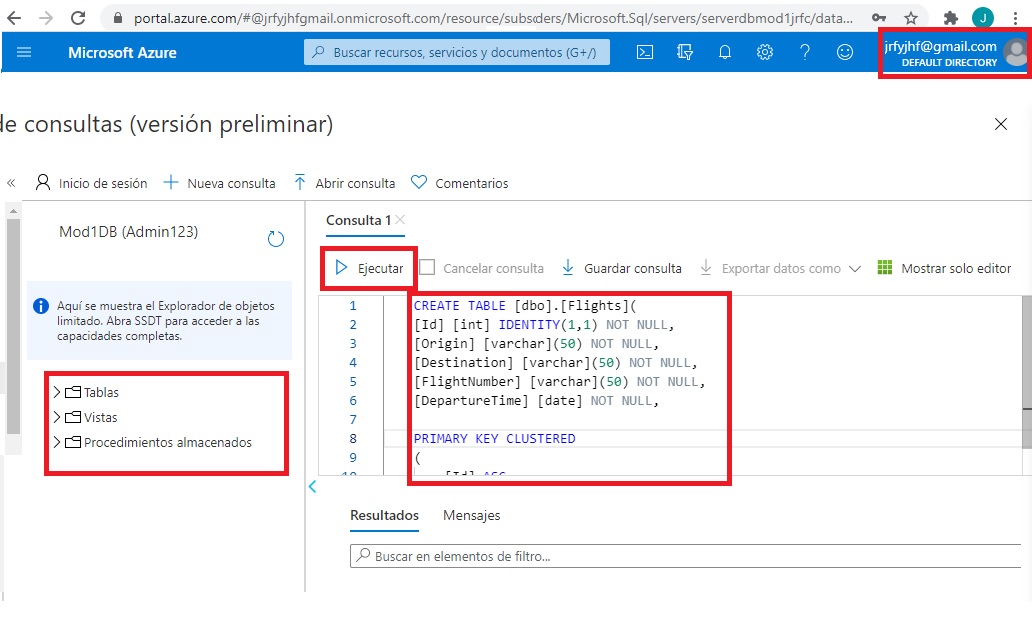 portal.azure.com/#@jrfyjhfgmail.onmicrosoft.com/resource/subsders/Microsoft.Sql/servers/serverdbmod1jrfc/data...
J
Microsoft Azure
Buscar recursos, servicios y documentos (G+/)
jrfyjhf@gmail.com
DEFAULT DIRECTORY
de consultas (versión preliminar)
Inicio de sesión
Nueva consulta
Abrir consulta
Comentarios
Mod1DB (Admin123)
Aquí se muestra el Explorador de objetos
limitado. Abra SSDT para acceder a las
capacidades completas.
Tablas
Vistas
Procedimientos almacenados
Consulta 1
Ejecutar
Cancelar consulta
Guardar consulta
Exportar datos como
Mostrar solo editor
1 CREATE TABLE [dbo].[Flights](
2 [Id] [int] IDENTITY(1,1) NOT NULL,
3 [Origin] [varchar](50) NOT NULL,
4 [Destination] [varchar](50) NOT NULL,
5 [FlightNumber] [varchar](50) NOT NULL,
6 [DepartureTime] [date] NOT NULL,
7
8 PRIMARY KEY CLUSTERED
9 (
10 [Id] ASC
Resultados
Mensajes
Buscar en elementos de filtro...